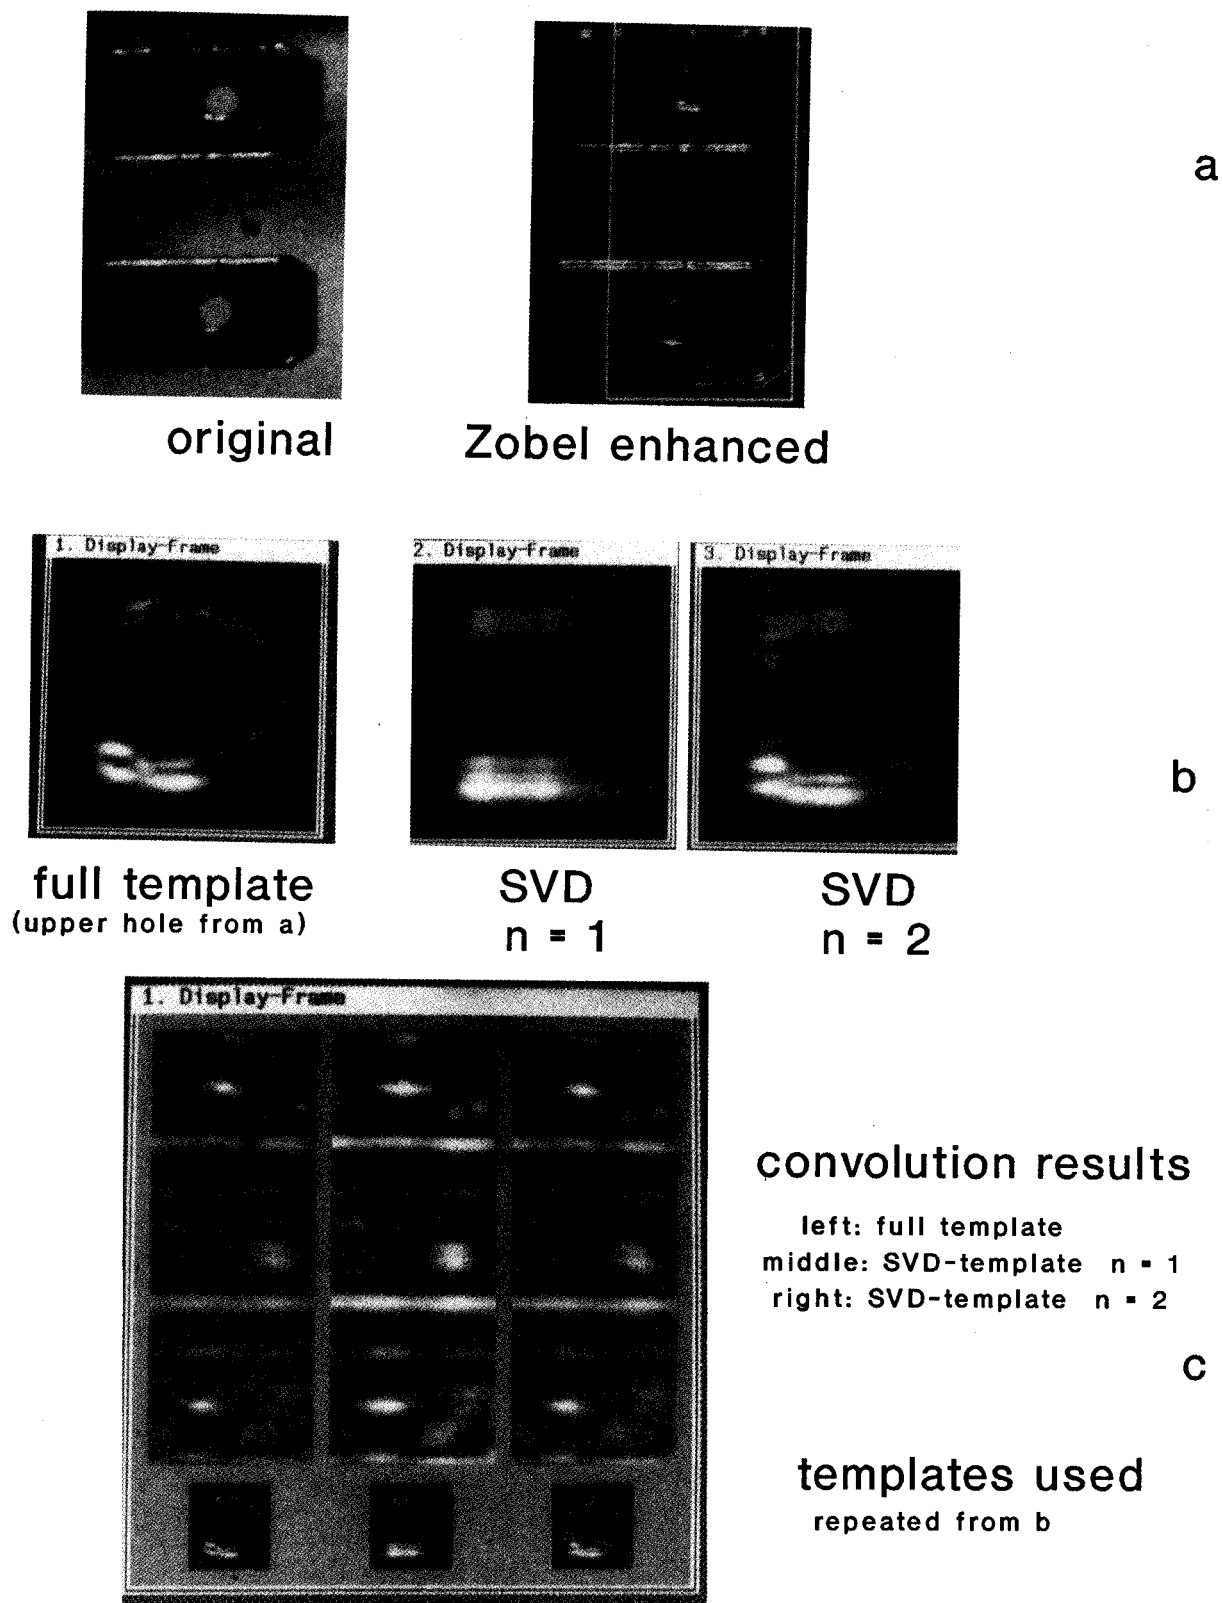 a
original
Zobel enhanced
1. Display-Frame
2. Display-Frame
3. Display-Frame
b
full template
(upper hole from a)
SVD
n = 1
SVD
n = 2
1. Display-Frame
convolution results
left: full template
middle: SVD-template n = 1
right: SVD-template n = 2
c
templates used
repeated from b